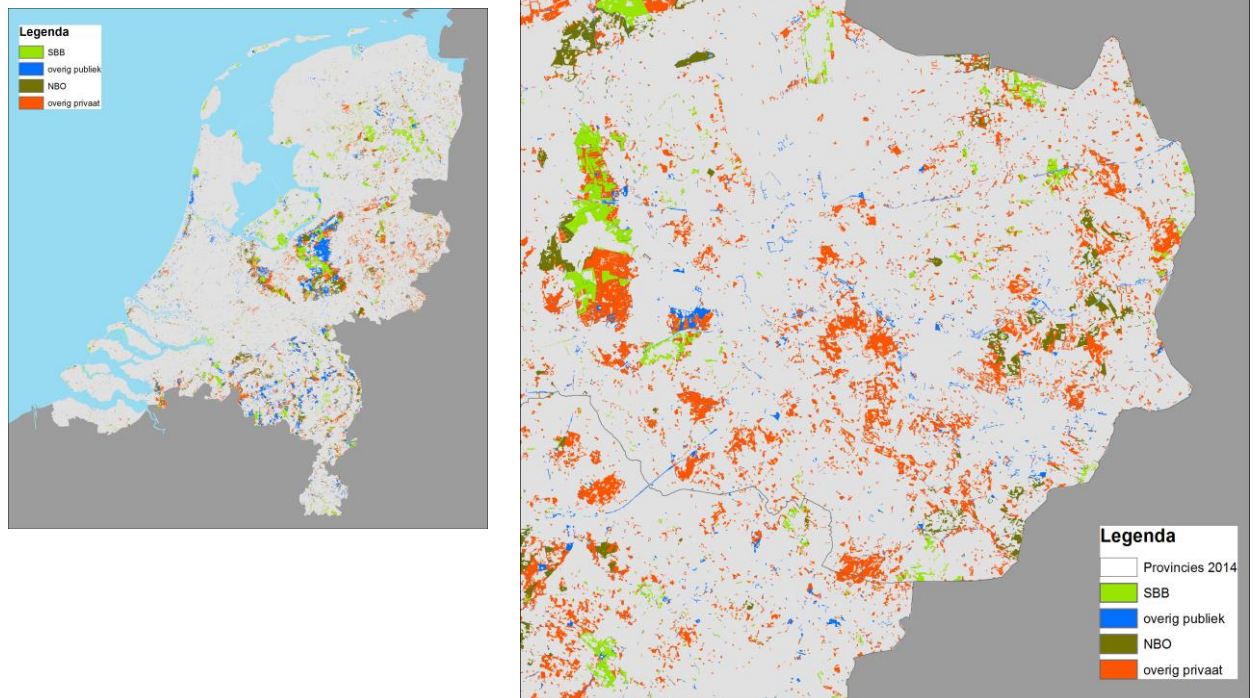 Legenda
SBB
overig publiek
NBO
overig privaat
Legenda
Provincies 2014
SBB
overig publiek
NBO
overig privaat